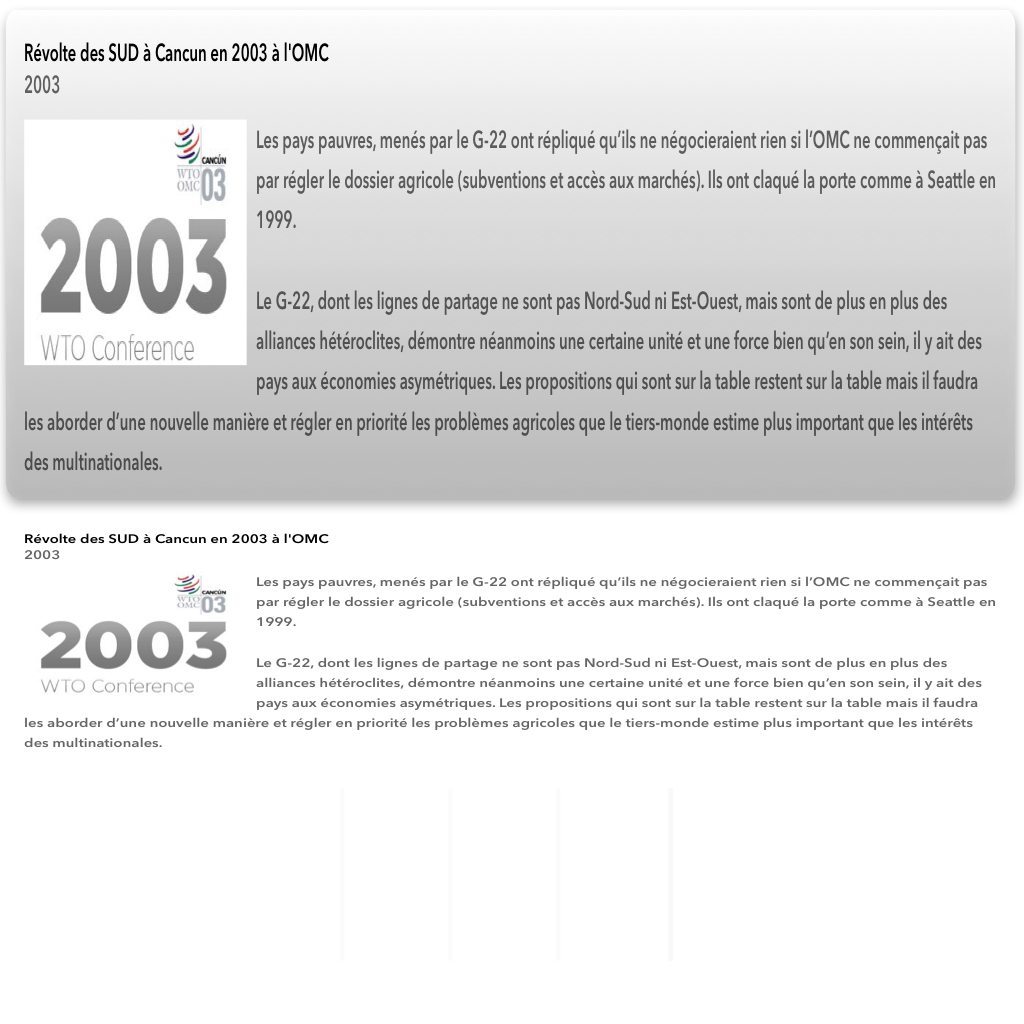 Révolte des SUD à Cancun en 2003 à l'OMC
2003
CANCÚN
WTO
OMC 03
2003
WTO Conference
Les pays pauvres, menés par le G-22 ont répliqué qu’ils ne négocieraient rien si l’OMC ne commençait pas
par régler le dossier agricole (subventions et accès aux marchés). Ils ont claqué la porte comme à Seattle en
1999.
Le G-22, dont les lignes de partage ne sont pas Nord-Sud ni Est-Ouest, mais sont de plus en plus des
alliances hétéroclites, démontre néanmoins une certaine unité et une force bien qu’en son sein, il y ait des
pays aux économies asymétriques. Les propositions qui sont sur la table restent sur la table mais il faudra
les aborder d’une nouvelle manière et régler en priorité les problèmes agricoles que le tiers-monde estime plus important que les intérêts
des multinationales.
Révolte des SUD à Cancun en 2003 à l'OMC
2003
CANCÚN
WTO
OMC 03
2003
WTO Conference
Les pays pauvres, menés par le G-22 ont répliqué qu’ils ne négocieraient rien si l’OMC ne commençait pas
par régler le dossier agricole (subventions et accès aux marchés). Ils ont claqué la porte comme à Seattle en
1999.
Le G-22, dont les lignes de partage ne sont pas Nord-Sud ni Est-Ouest, mais sont de plus en plus des
alliances hétéroclites, démontre néanmoins une certaine unité et une force bien qu’en son sein, il y ait des
pays aux économies asymétriques. Les propositions qui sont sur la table restent sur la table mais il faudra
les aborder d’une nouvelle manière et régler en priorité les problèmes agricoles que le tiers-monde estime plus important que les intérêts
des multinationales.